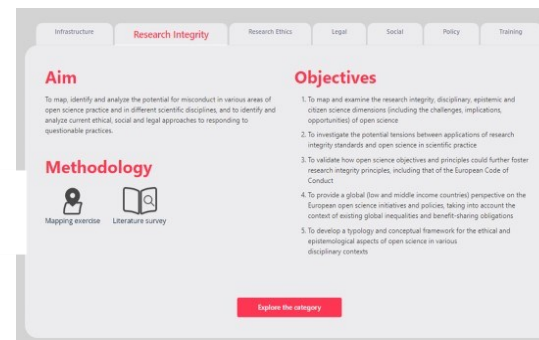 Infrastructure
Research Integrity
Research Ethics
Legal
Social
Policy
Training
Aim
To map, identify and analyze the potential for misconduct in various areas of
open science practice and in different scientific disciplines, and to identify and
analyze current ethical, social and legal approaches to responding to
questionable practices.
Methodology
Mapping exercise
Literature survey
Objectives
1. To map and examine the research integrity, disciplinary, epistemic and
citizen science dimensions (including the challenges, implications,
opportunities) of open science
2. To investigate the potential tensions between applications of research
integrity standards and open science in scientific practice
3. To validate how open science objectives and principles could further foster
research integrity principles, including that of the European Code of
Conduct
4. To provide a global (low and middle income countries) perspective on the
European open science initiatives and policies, taking into account the
context of existing global inequalities and benefit-sharing obligations
5. To develop a typology and conceptual framework for the ethical and
epistemological aspects of open science in various
disciplinary contexts
Explore the category